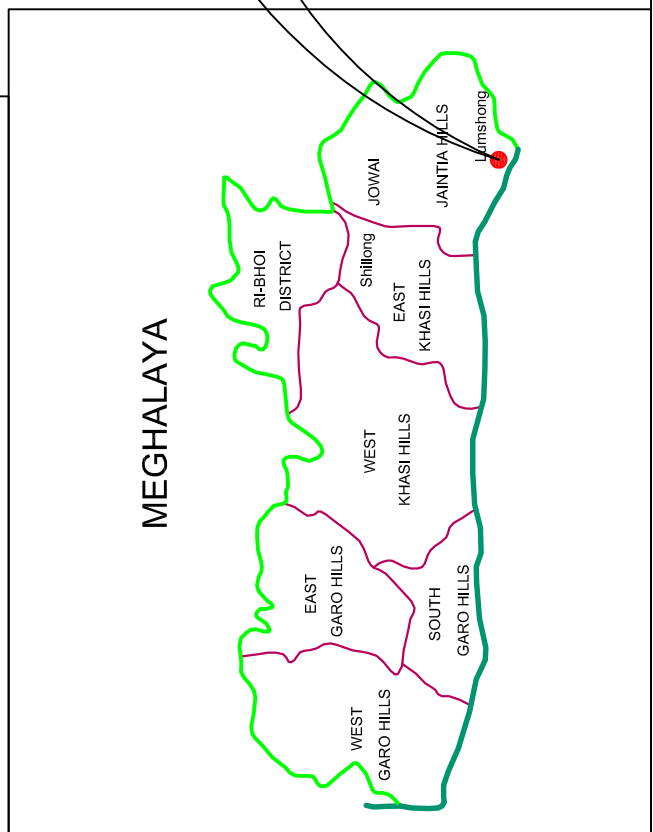 MEGHALAYA
WEST
GARO HILLS
EAST
GARO HILLS
SOUTH
GARO HILLS
WEST
KHASI HILLS
RI-BHOI
DISTRICT
Shillong
EAST
KHASI HILLS
JOWAI
JAINTIA HILLS
Lumshong